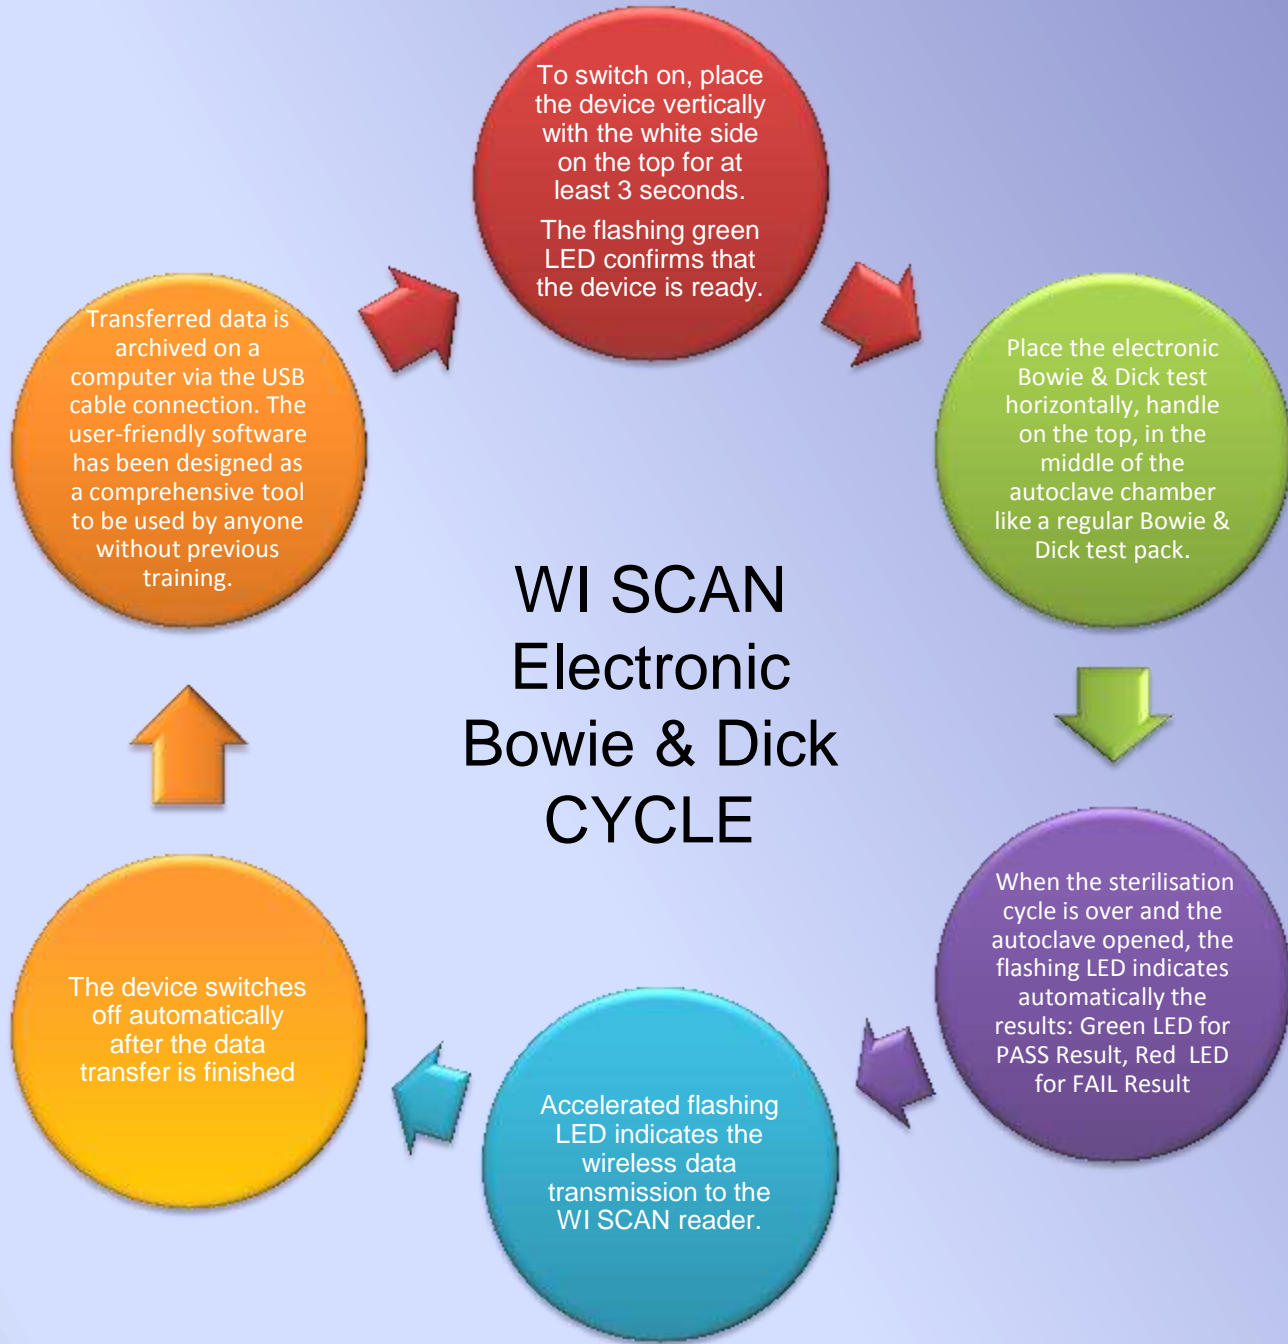 To switch on, place
the device vertically
with the white side
on the top for at
least 3 seconds.
The flashing green
LED confirms that
the device is ready.
Place the electronic
Bowie & Dick test
horizontally, handle
on the top, in the
middle of the
autoclave chamber
like a regular Bowie &
Dick test pack.
When the sterilisation
cycle is over and the
autoclave opened, the
flashing LED indicates
automatically the
results: Green LED for
PASS Result, Red LED
for FAIL Result
Accelerated flashing
LED indicates the
wireless data
transmission to the
WI SCAN reader.
The device switches
off automatically
after the data
transfer is finished
Transferred data is
archived on a
computer via the USB
cable connection. The
user-friendly software
has been designed as
a comprehensive tool
to be used by anyone
without previous
training.
WI SCAN
Electronic
Bowie & Dick
CYCLE